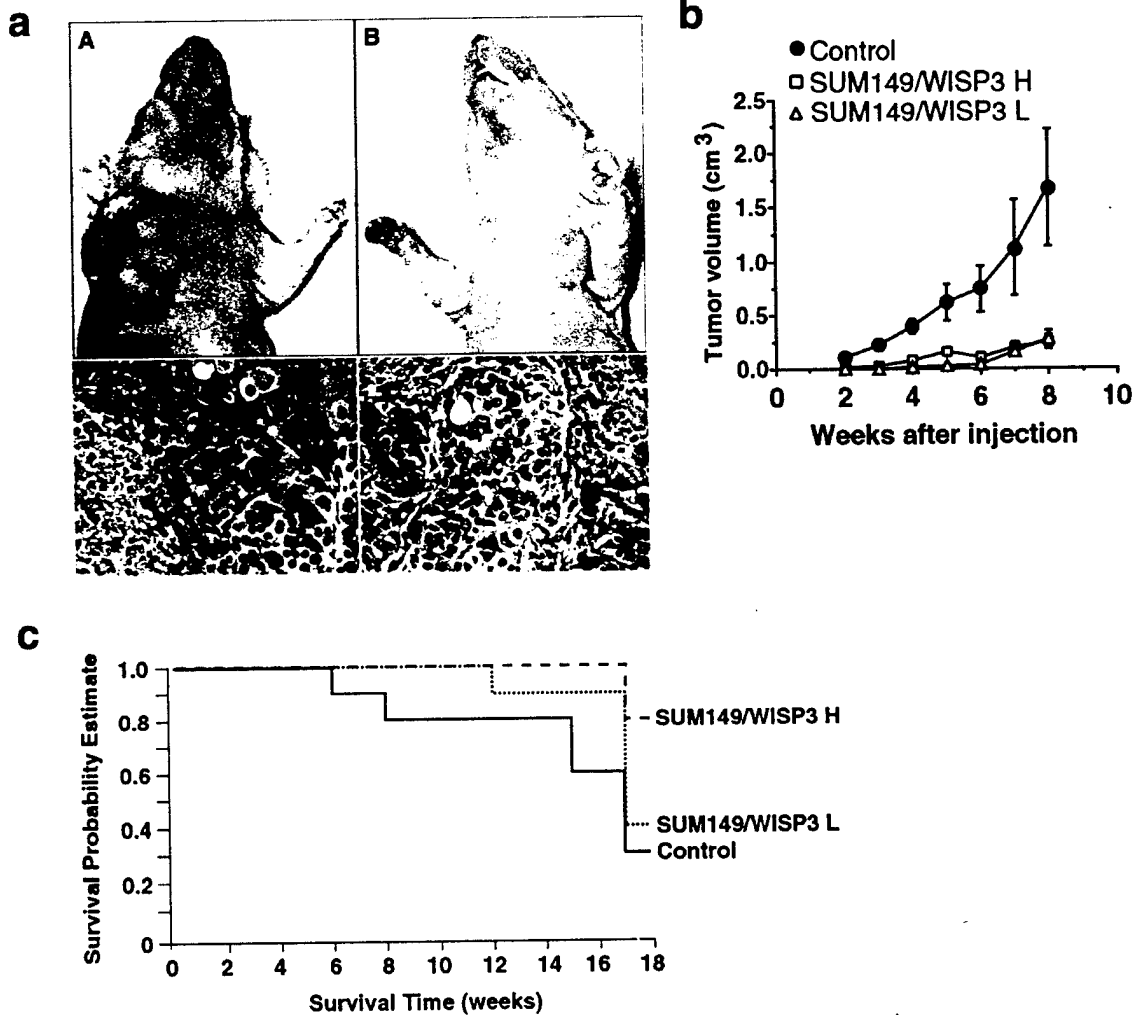 a
A
B
b
Control
SUM149/WISP3 H
SUM149/WISP3 L
2.5
2.0
1.5
1.0
0.5
0.0
Tumor volume (cm3)
0 2 4 6 8 10
Weeks after injection
c
1.0
0.8
0.6
0.4
0.2
0
Survival Probability Estimate
SUM149/WISP3 H
SUM149/WISP3 L
Control
0 2 4 6 8 10 12 14 16 18
Survival Time (weeks)